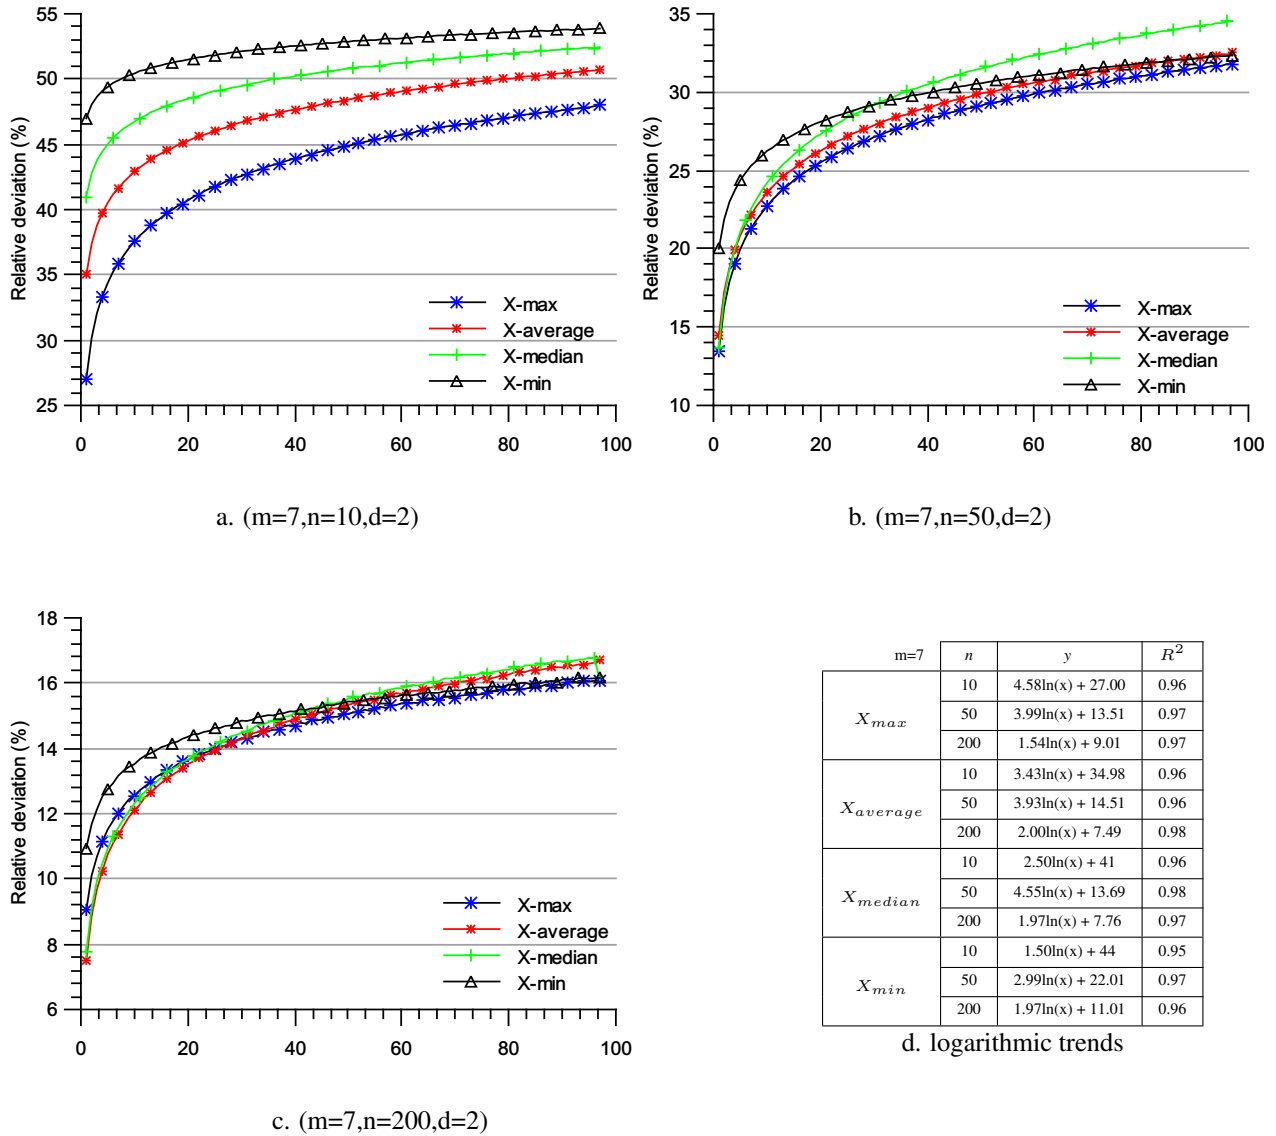 Relative deviation (%)
55
50
45
40
35
30
25
0 20 40 60 80 100
X-max
X-average
X-median
X-min
a. (m=7,n=10,d=2)
Relative deviation (%)
35
30
25
20
15
10
0 20 40 60 80 100
X-max
X-average
X-median
X-min
b. (m=7,n=50,d=2)
Relative deviation (%)
18
16
14
12
10
8
6
0 20 40 60 80 100
X-max
X-average
X-median
X-min
c. (m=7,n=200,d=2)
m=7 n y R²
X_max 10 4.58ln(x) + 27.00 0.96
50 3.99ln(x) + 13.51 0.97
200 1.54ln(x) + 9.01 0.97
X_average 10 3.43ln(x) + 34.98 0.96
50 3.93ln(x) + 14.51 0.96
200 2.00ln(x) + 7.49 0.98
X_median 10 2.50ln(x) + 41 0.96
50 4.55ln(x) + 13.69 0.98
200 1.97ln(x) + 7.76 0.97
X_min 10 1.50ln(x) + 44 0.95
50 2.99ln(x) + 22.01 0.97
200 1.97ln(x) + 11.01 0.96
d. logarithmic trends